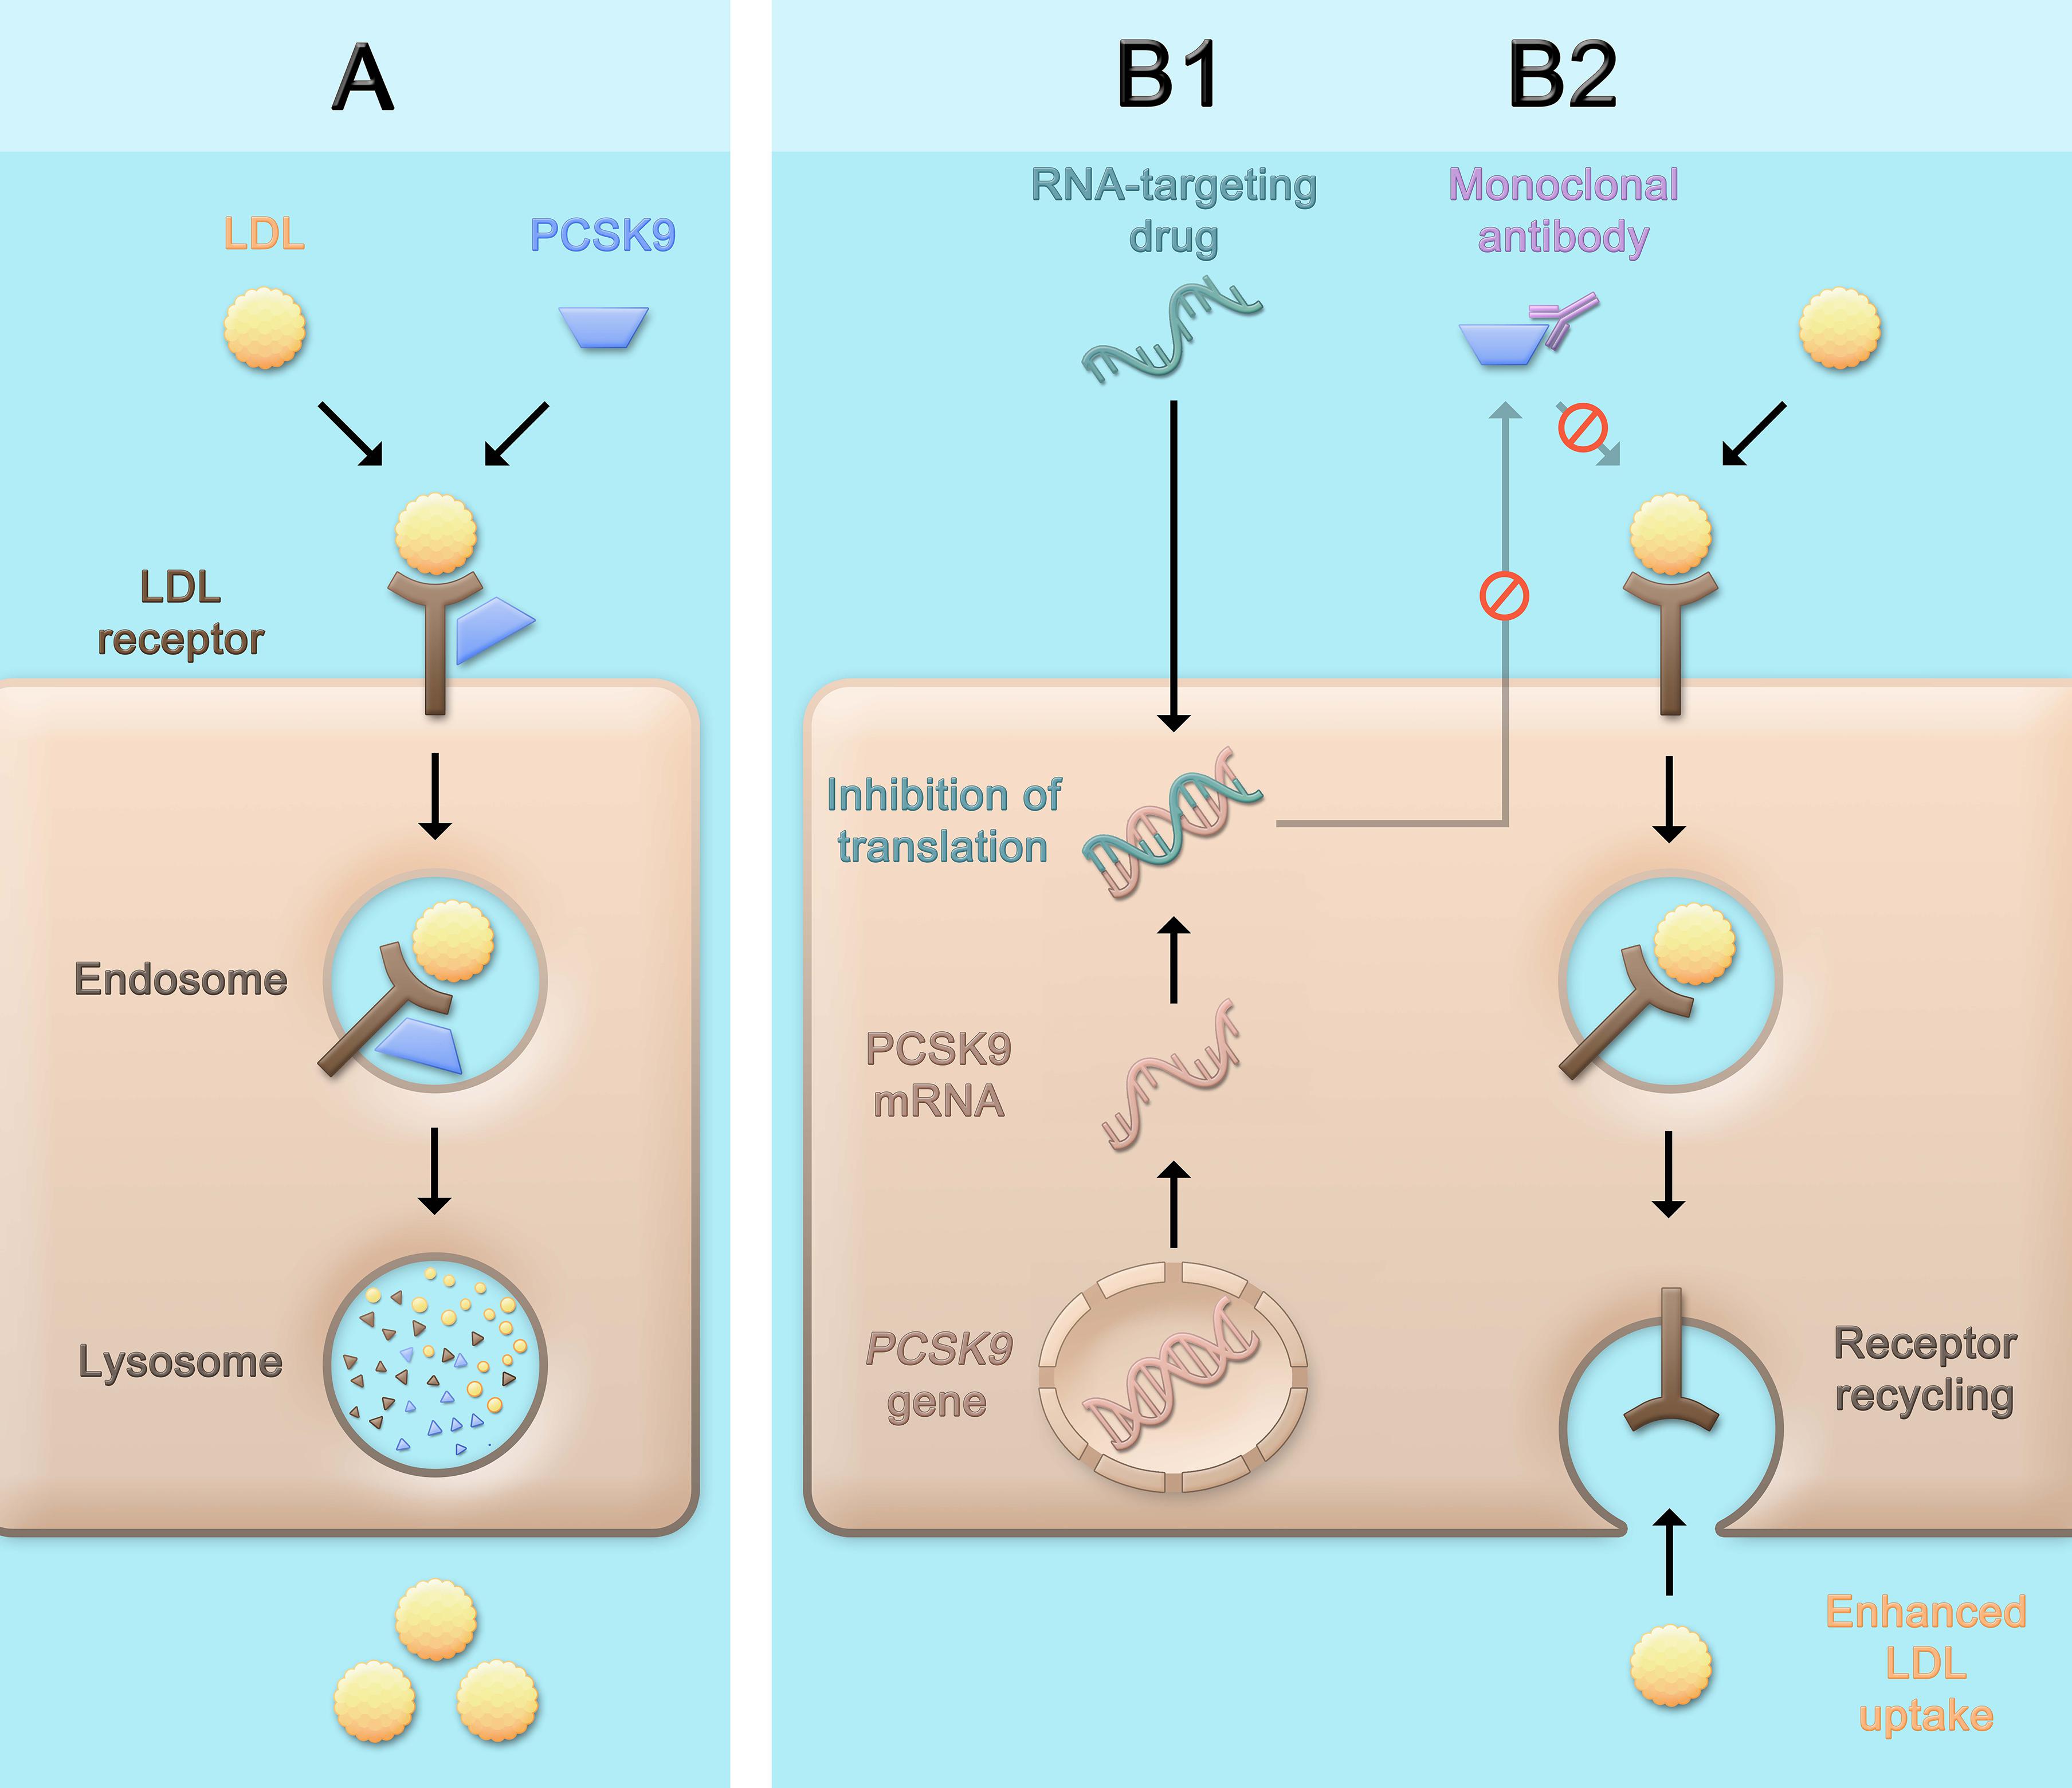 A
LDL
PCSK9
LDL
receptor
Endosome
Lysosome
B1
B2
RNA-targeting
drug
Monoclonal
antibody
Inhibition of
translation
PCSK9
mRNA
PCSK9
gene
Receptor
recycling
Enhanced
LDL
uptake